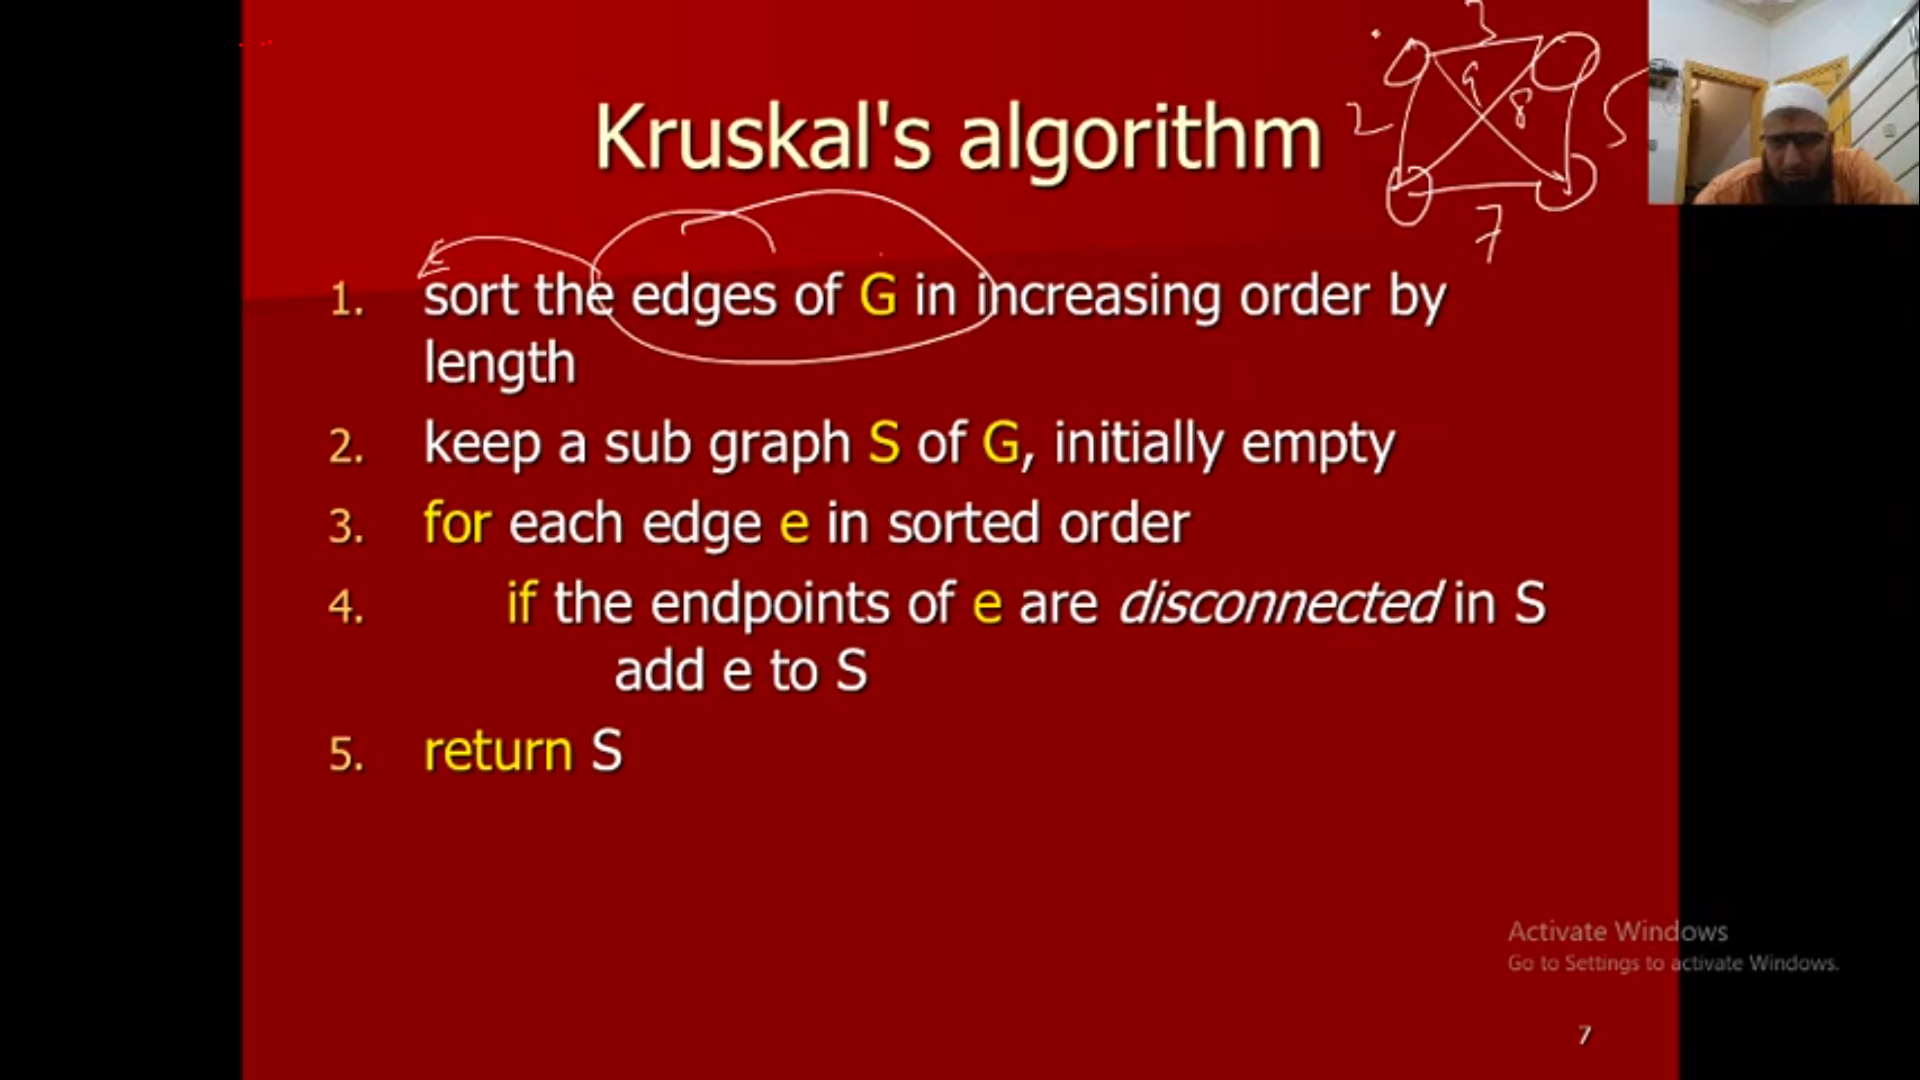 3
9
8
2
5
7
Kruskal's algorithm
1. sort the edges of G in increasing order by
length
2. keep a sub graph S of G, initially empty
3. for each edge e in sorted order
4. if the endpoints of e are disconnected in S
add e to S
5. return S
Activate Windows
Go to Settings to activate Windows.
7